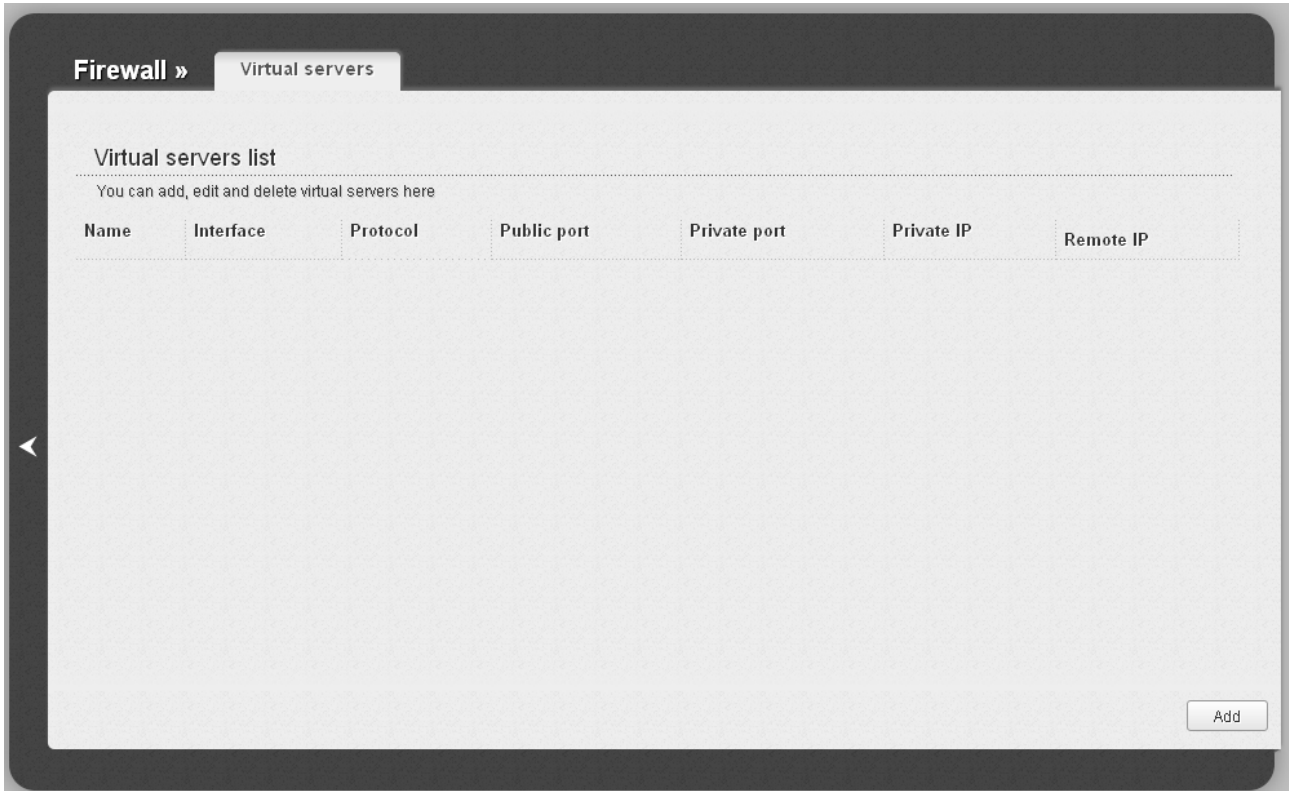 Firewall » Virtual servers
Virtual servers list
You can add, edit and delete virtual servers here
Name Interface Protocol Public port Private port Private IP Remote IP
Add